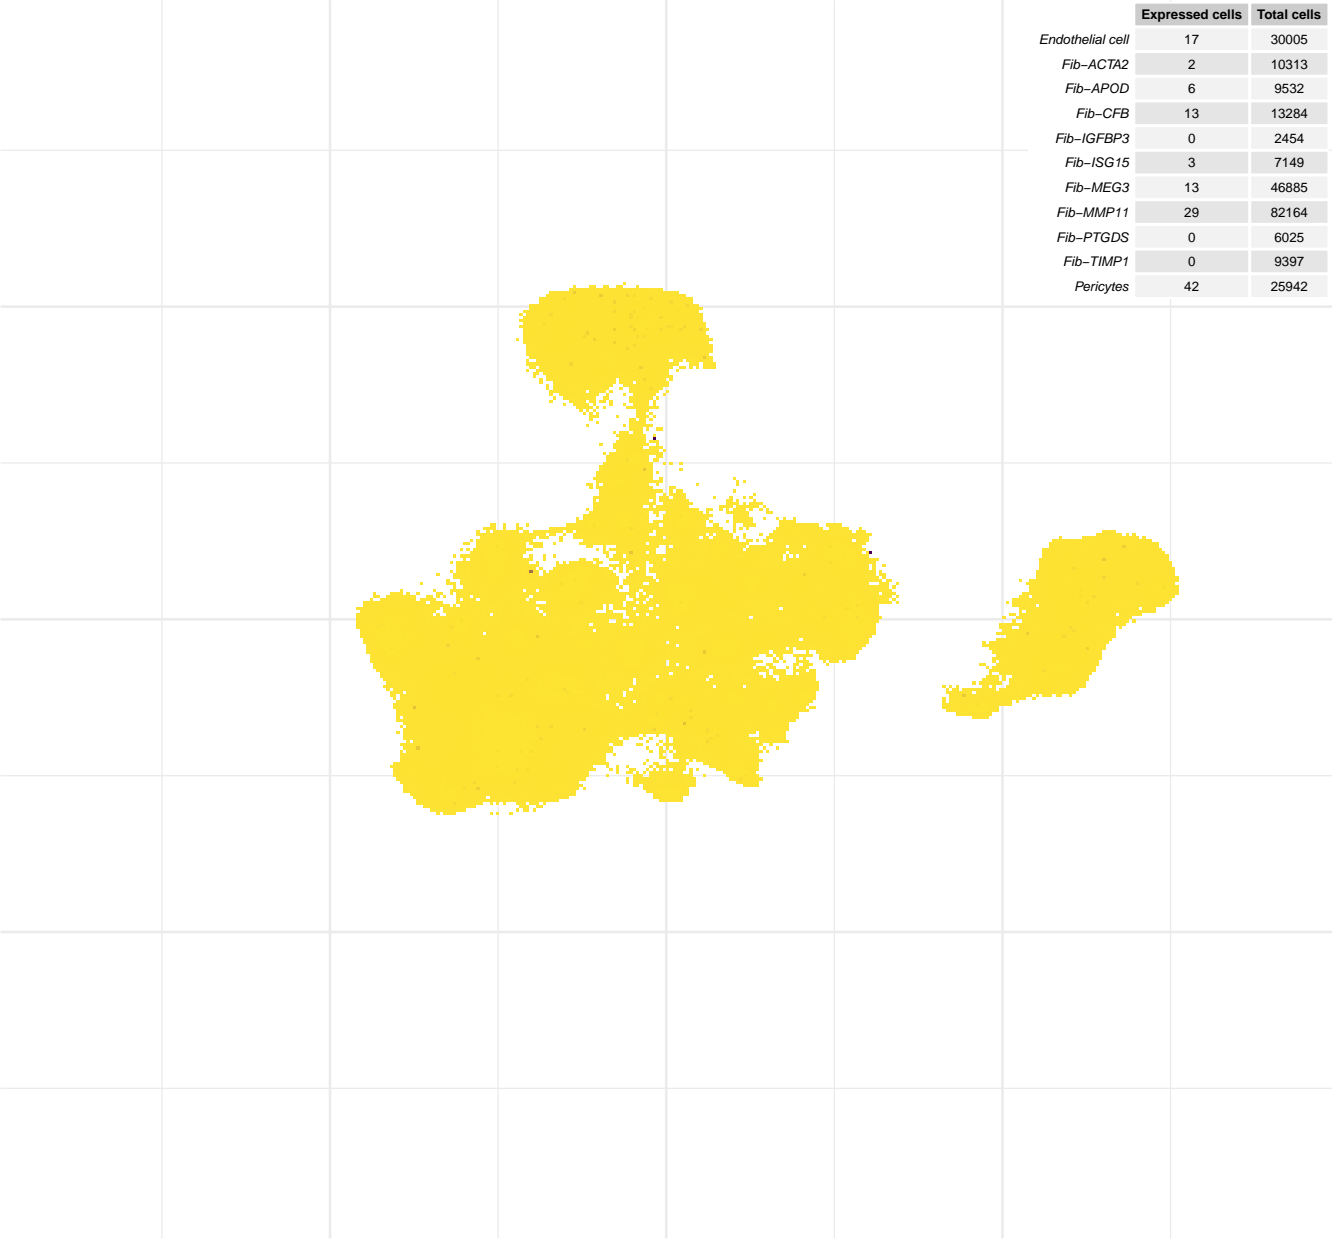 Expressed cells Total cells
Endothelial cell 17 30005
Fib−ACTA2 2 10313
Fib−APOD 6 9532
Fib−CFB 13 13284
Fib−IGFBP3 0 2454
Fib−ISG15 3 7149
Fib−MEG3 13 46885
Fib−MMP11 29 82164
Fib−PTGDS 0 6025
Fib−TIMP1 0 9397
Pericytes 42 25942